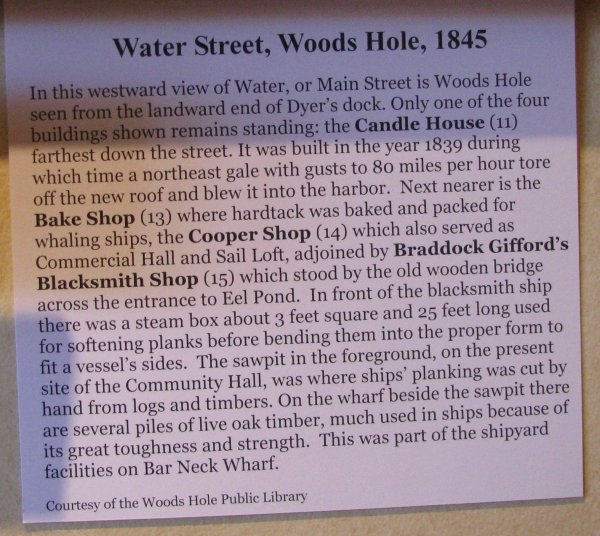 Water Street, Woods Hole, 1845
In this westward view of Water, or Main Street is Woods Hole
seen from the landward end of Dyer's dock. Only one of the four
buildings shown remains standing: the Candle House (11)
farthest down the street. It was built in the year 1839 during
which time a northeast gale with gusts to 80 miles per hour tore
off the new roof and blew it into the harbor. Next nearer is the
Bake Shop (13) where hardtack was baked and packed for
whaling ships, the Cooper Shop (14) which also served as
Commercial Hall and Sail Loft, adjoined by Braddock Gifford's
Blacksmith Shop (15) which stood by the old wooden bridge
across the entrance to Eel Pond. In front of the blacksmith ship
there was a steam box about 3 feet square and 25 feet long used
for softening planks before bending them into the proper form to
fit a vessel's sides. The sawpit in the foreground, on the present
site of the Community Hall, was where ships' planking was cut by
hand from logs and timbers. On the wharf beside the sawpit there
are several piles of live oak timber, much used in ships because of
its great toughness and strength. This was part of the shipyard
facilities on Bar Neck Wharf.
Courtesy of the Woods Hole Public Library